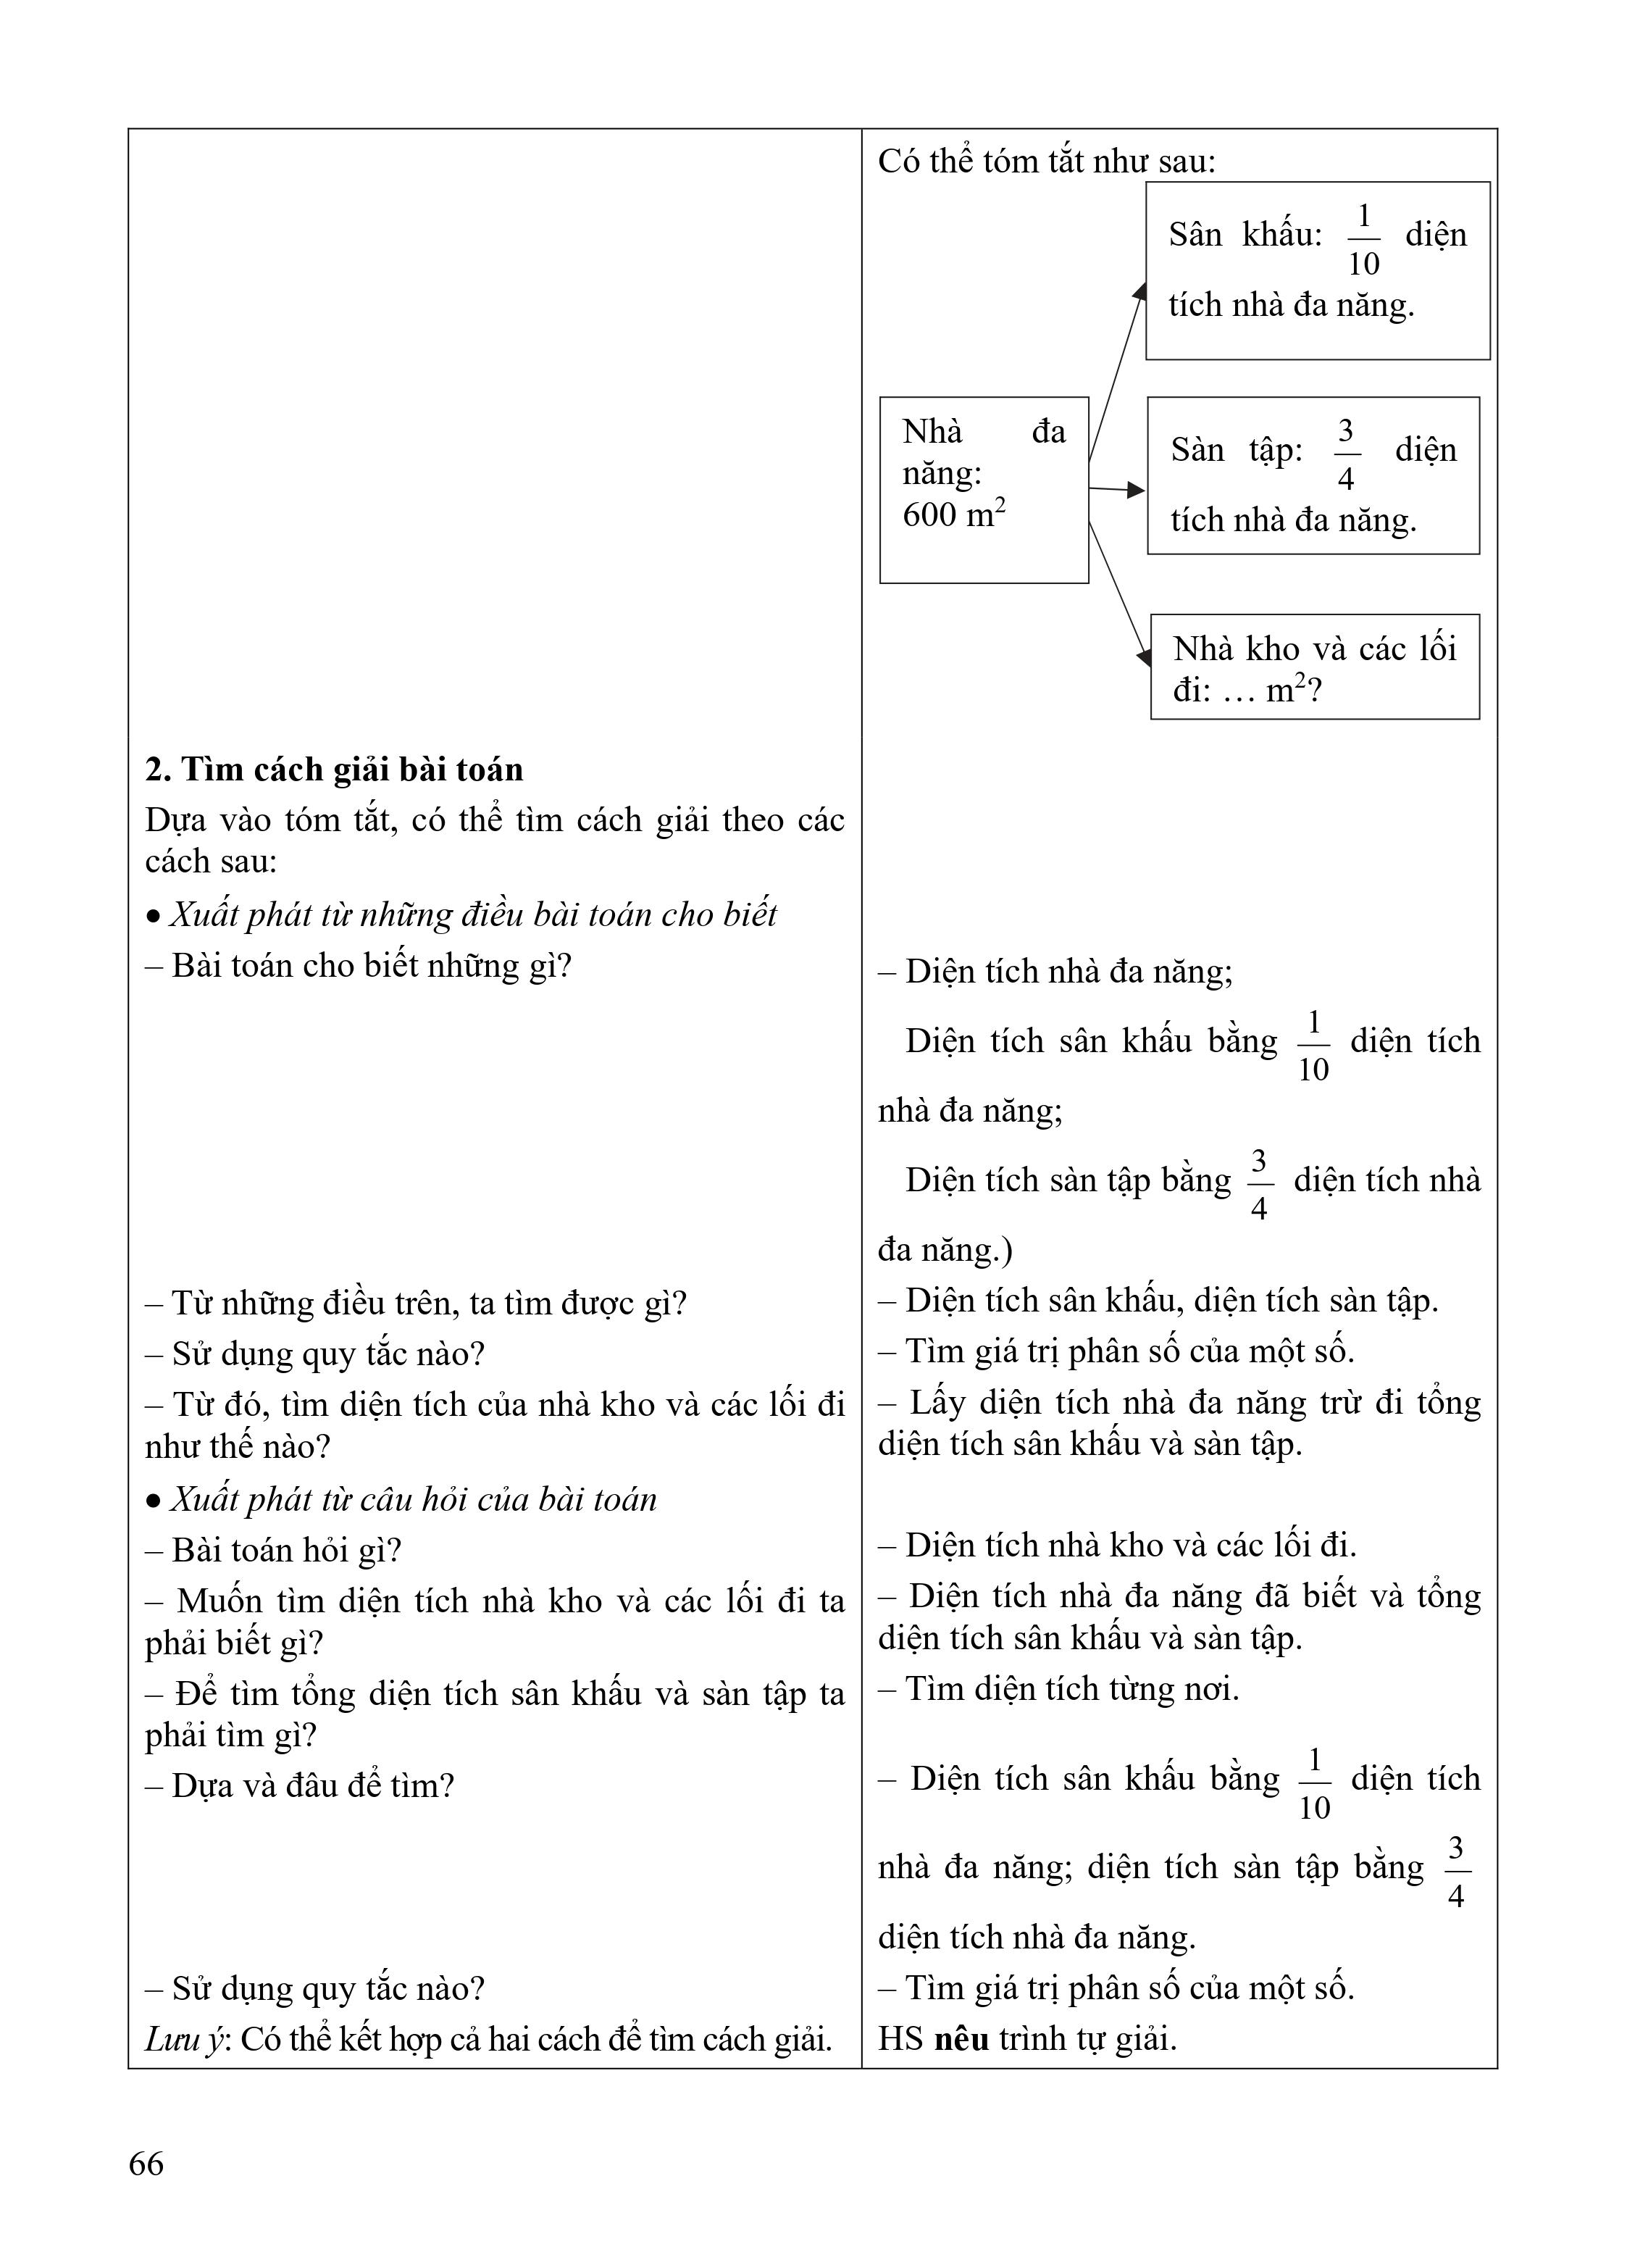 Có thể tóm tắt như sau:
Sân khấu: 1/10 diện
tích nhà đa năng.
Nhà đa
năng:
600 m²
Sàn tập: 3/4 diện
tích nhà đa năng.
Nhà kho và các lối
đi: … m²?
2. Tìm cách giải bài toán
Dựa vào tóm tắt, có thể tìm cách giải theo các
cách sau:
• Xuất phát từ những điều bài toán cho biết
– Bài toán cho biết những gì?
– Diện tích nhà đa năng;
Diện tích sân khấu bằng 1/10 diện tích
nhà đa năng;
Diện tích sàn tập bằng 3/4 diện tích nhà
đa năng.)
– Từ những điều trên, ta tìm được gì?
– Diện tích sân khấu, diện tích sàn tập.
– Sử dụng quy tắc nào?
– Tìm giá trị phân số của một số.
– Từ đó, tìm diện tích của nhà kho và các lối đi
như thế nào?
– Lấy diện tích nhà đa năng trừ đi tổng
diện tích sân khấu và sàn tập.
• Xuất phát từ câu hỏi của bài toán
– Bài toán hỏi gì?
– Diện tích nhà kho và các lối đi.
– Muốn tìm diện tích nhà kho và các lối đi ta
phải biết gì?
– Diện tích nhà đa năng đã biết và tổng
diện tích sân khấu và sàn tập.
– Để tìm tổng diện tích sân khấu và sàn tập ta
phải tìm gì?
– Tìm diện tích từng nơi.
– Dựa và đâu để tìm?
– Diện tích sân khấu bằng 1/10 diện tích
nhà đa năng; diện tích sàn tập bằng 3/4
diện tích nhà đa năng.
– Sử dụng quy tắc nào?
– Tìm giá trị phân số của một số.
Lưu ý: Có thể kết hợp cả hai cách để tìm cách giải.
HS nêu trình tự giải.
66